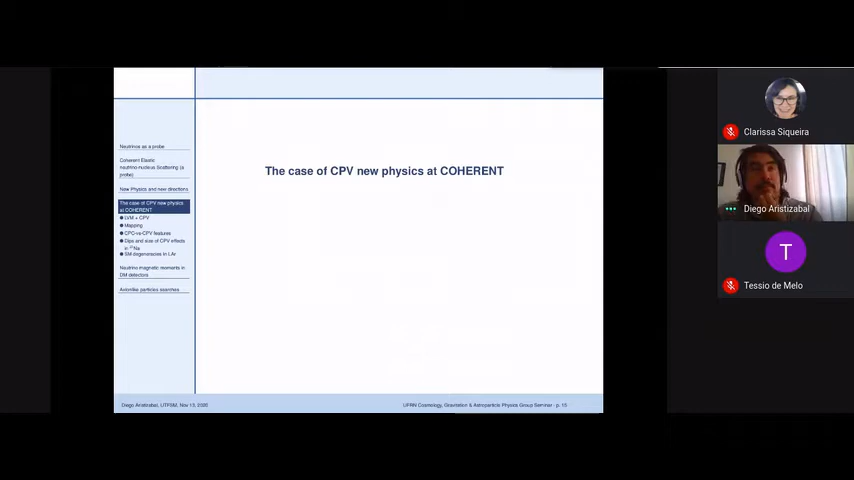 Neutrinos as a probe
Coherent Elastic
neutrino-nucleus Scattering (a
probe)
New Physics and new directions
The case of CPV new physics
at COHERENT
● LVM + CPV
● Mapping
● CPC-vs-CPV features
● Dips and size of CPV effects
in ²³Na
● SM degeneracies in LAr
Neutrino magnetic moments in
DM detectors
Axionlike particles searches
The case of CPV new physics at COHERENT
Diego Aristizabal, UTFSM, Nov 13, 2020
UFRN Cosmology, Gravitation & Astroparticle Physics Group Seminar - p. 15
Clarissa Siqueira
Diego Aristizabal
T
Tessio de Melo